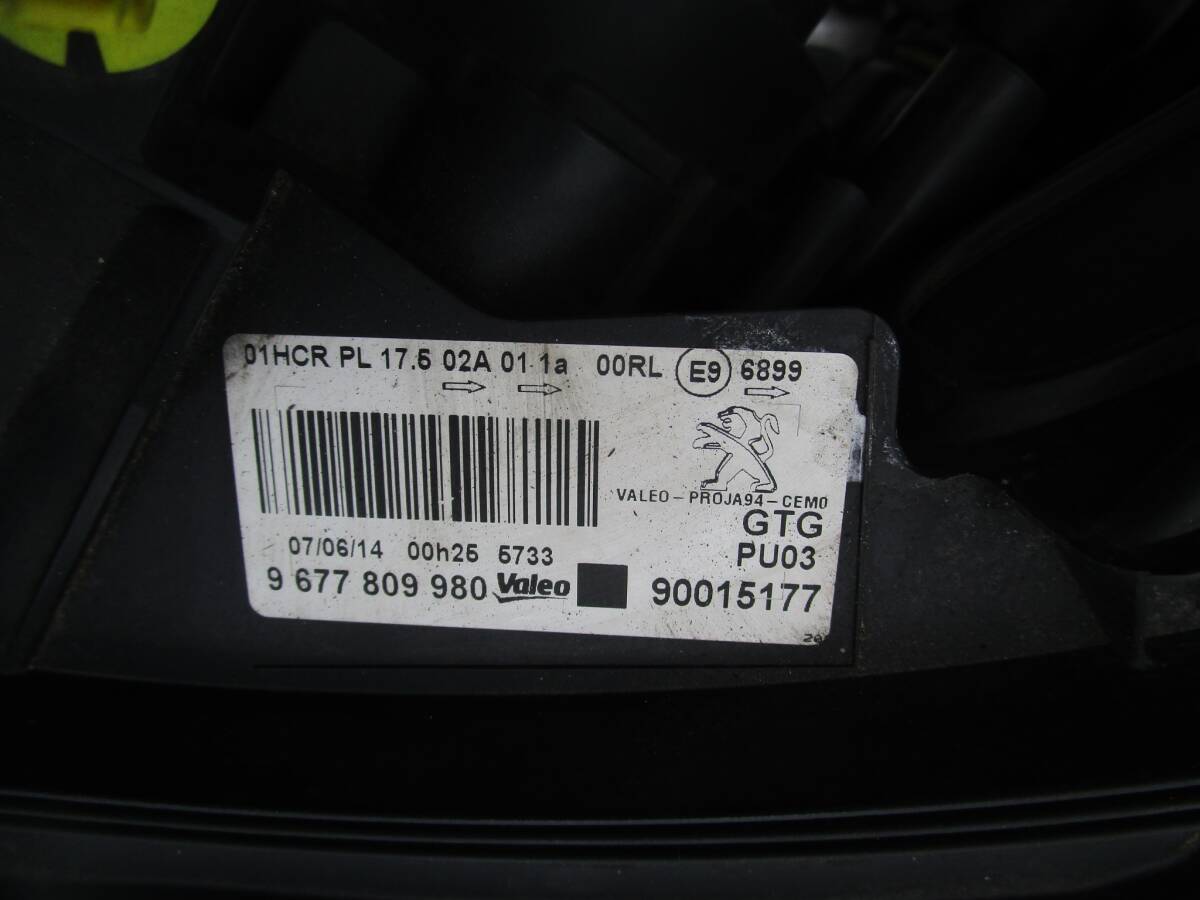 01HCR PL 17.5 02A 01 1a 00RL E9 6899
VALEO-PROJA94-CEM0
GTG
07/06/14 00h25 5733
PU03
9 677 809 980 Valeo 90015177